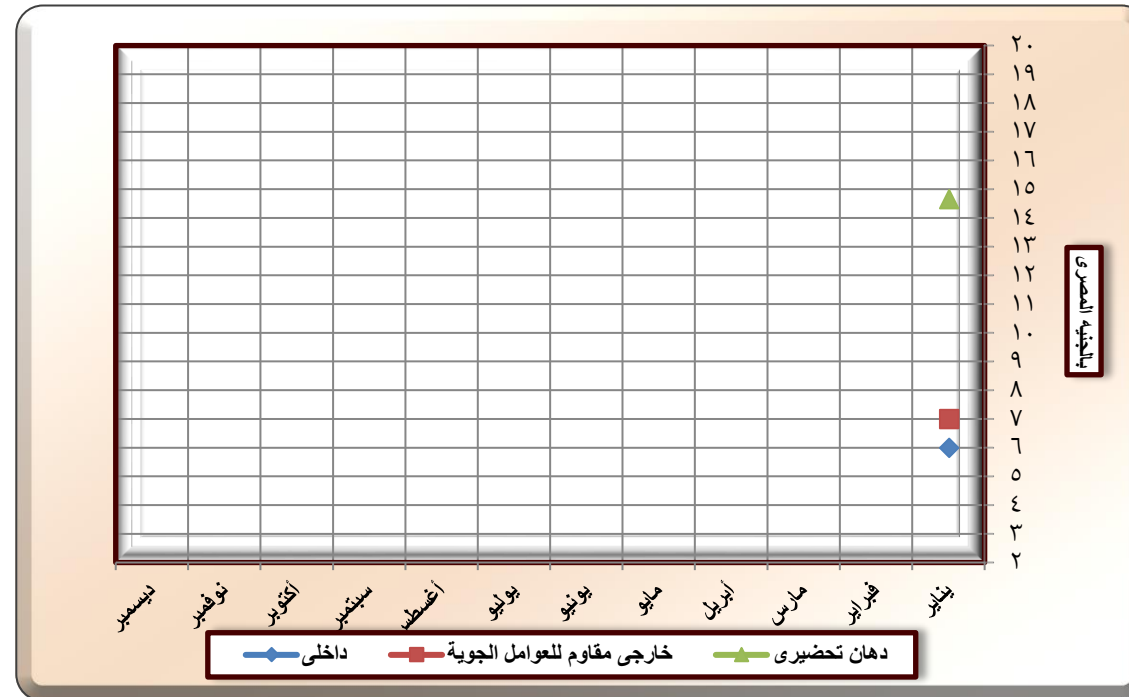 ٢٠
١٩
١٨
١٧
١٦
١٥
١٤
١٣
١٢
١١
١٠
٩
٨
٧
٦
٥
٤
٣
٢
بالجنيه المصرى
يناير
فبراير
مارس
أبريل
مايو
يونيو
يوليو
أغسطس
سبتمبر
أكتوبر
نوفمبر
ديسمبر
دهان تحضيرى خارجى مقاوم للعوامل الجوية داخلى